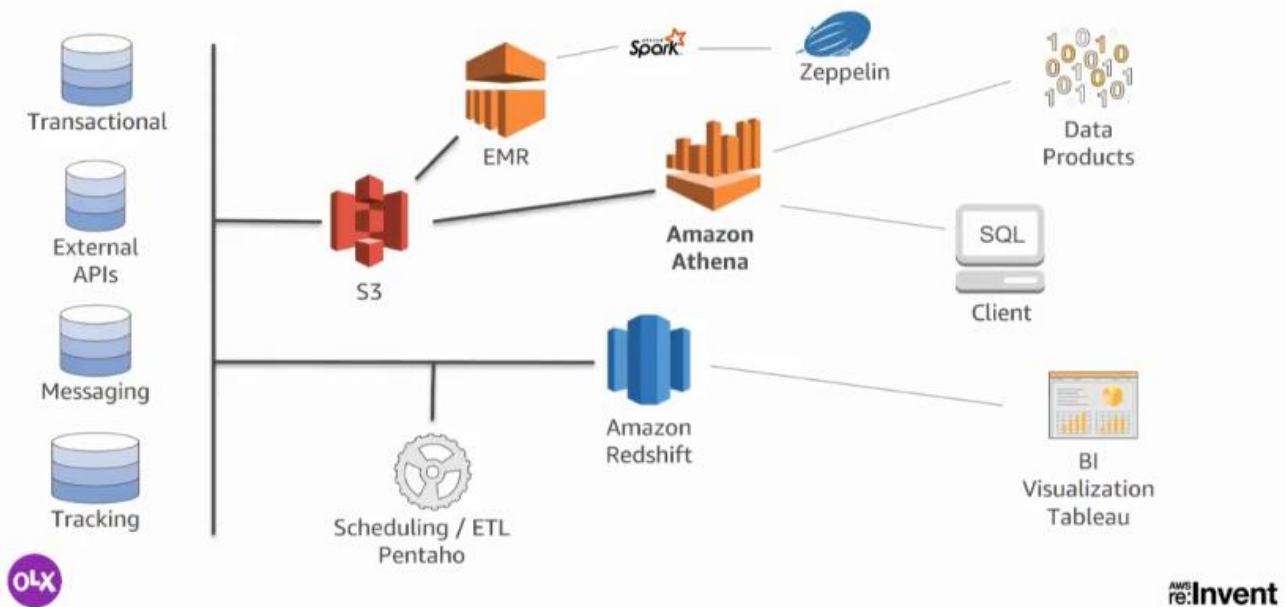 Transactional
External
APIs
Messaging
Tracking
S3
EMR
APACHE
Spark
Zeppelin
Amazon
Athena
Data
Products
SQL
Client
Amazon
Redshift
Scheduling / ETL
Pentaho
BI
Visualization
Tableau
OLX
AWS
re:Invent